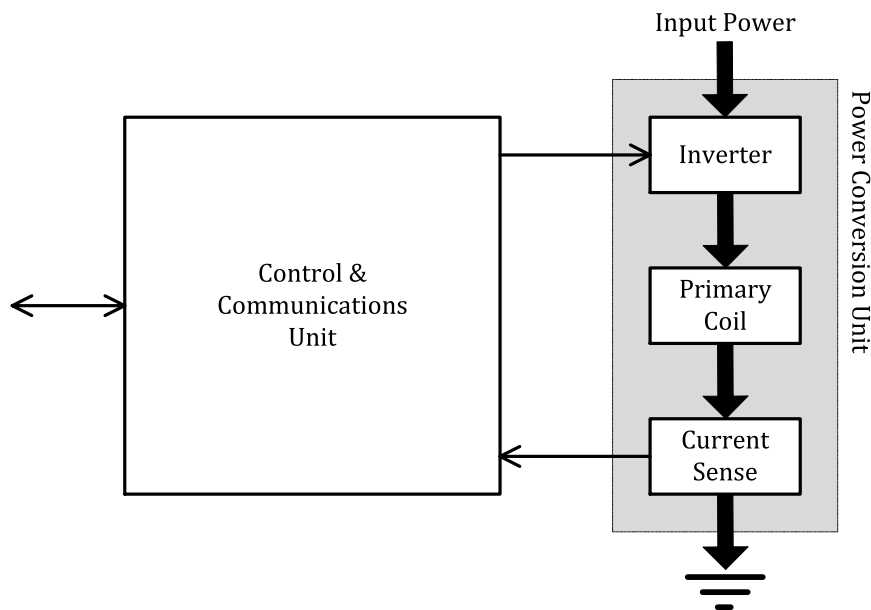 Input Power
Inverter
Control &
Communications
Unit
Primary
Coil
Current
Sense
Power Conversion Unit